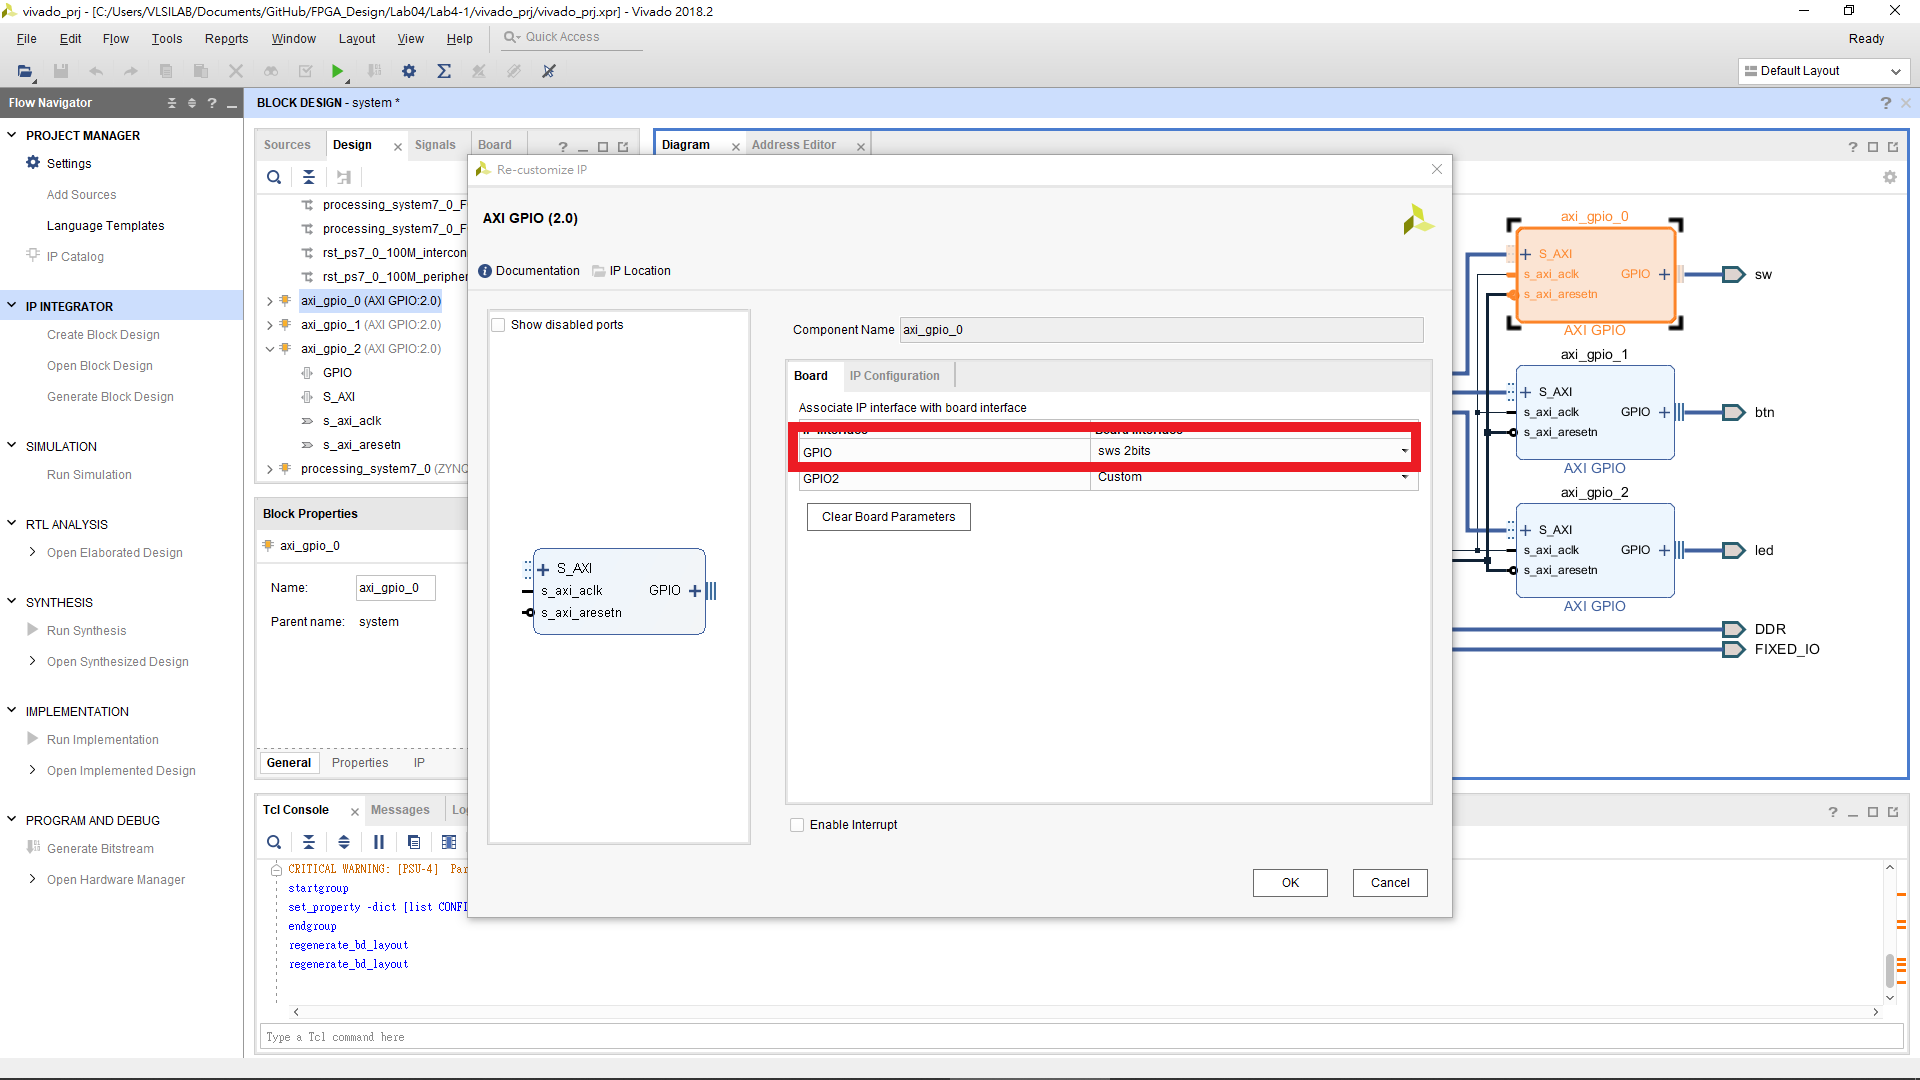 vivado_prj - [C:/Users/VLSILAB/Documents/GitHub/FPGA_Design/Lab04/Lab4-1/vivado_prj/vivado_prj.xpr] - Vivado 2018.2
File Edit Flow Tools Reports Window Layout View Help Quick Access Ready
Default Layout
Flow Navigator
PROJECT MANAGER
Settings
Add Sources
Language Templates
IP Catalog
IP INTEGRATOR
Create Block Design
Open Block Design
Generate Block Design
SIMULATION
Run Simulation
RTL ANALYSIS
Open Elaborated Design
SYNTHESIS
Run Synthesis
Open Synthesized Design
IMPLEMENTATION
Run Implementation
Open Implemented Design
PROGRAM AND DEBUG
Generate Bitstream
Open Hardware Manager
BLOCK DESIGN - system *
Sources Design Signals Board
processing_system7_0_F
processing_system7_0_F
rst_ps7_0_100M_intercon
rst_ps7_0_100M_peripher
axi_gpio_0 (AXI GPIO:2.0)
axi_gpio_1 (AXI GPIO:2.0)
axi_gpio_2 (AXI GPIO:2.0)
GPIO
S_AXI
s_axi_aclk
s_axi_aresetn
processing_system7_0 (ZYNQ
Block Properties
axi_gpio_0
Name: axi_gpio_0
Parent name: system
General Properties IP
Tcl Console Messages Lo
CRITICAL WARNING: [PSU-4] Par
startgroup
set_property -dict [list CONFI
endgroup
regenerate_bd_layout
regenerate_bd_layout
Type a Tcl command here
Diagram Address Editor
Re-customize IP
AXI GPIO (2.0)
Documentation IP Location
Show disabled ports
S_AXI
s_axi_aclk GPIO
s_axi_aresetn
Component Name axi_gpio_0
Board IP Configuration
Associate IP interface with board interface
IP Interface Board Interface
GPIO sws 2bits
GPIO2 Custom
Clear Board Parameters
Enable Interrupt
OK Cancel
axi_gpio_0
S_AXI
s_axi_aclk GPIO
s_axi_aresetn
AXI GPIO
sw
axi_gpio_1
S_AXI
s_axi_aclk GPIO
s_axi_aresetn
AXI GPIO
btn
axi_gpio_2
S_AXI
s_axi_aclk GPIO
s_axi_aresetn
AXI GPIO
led
DDR
FIXED_IO